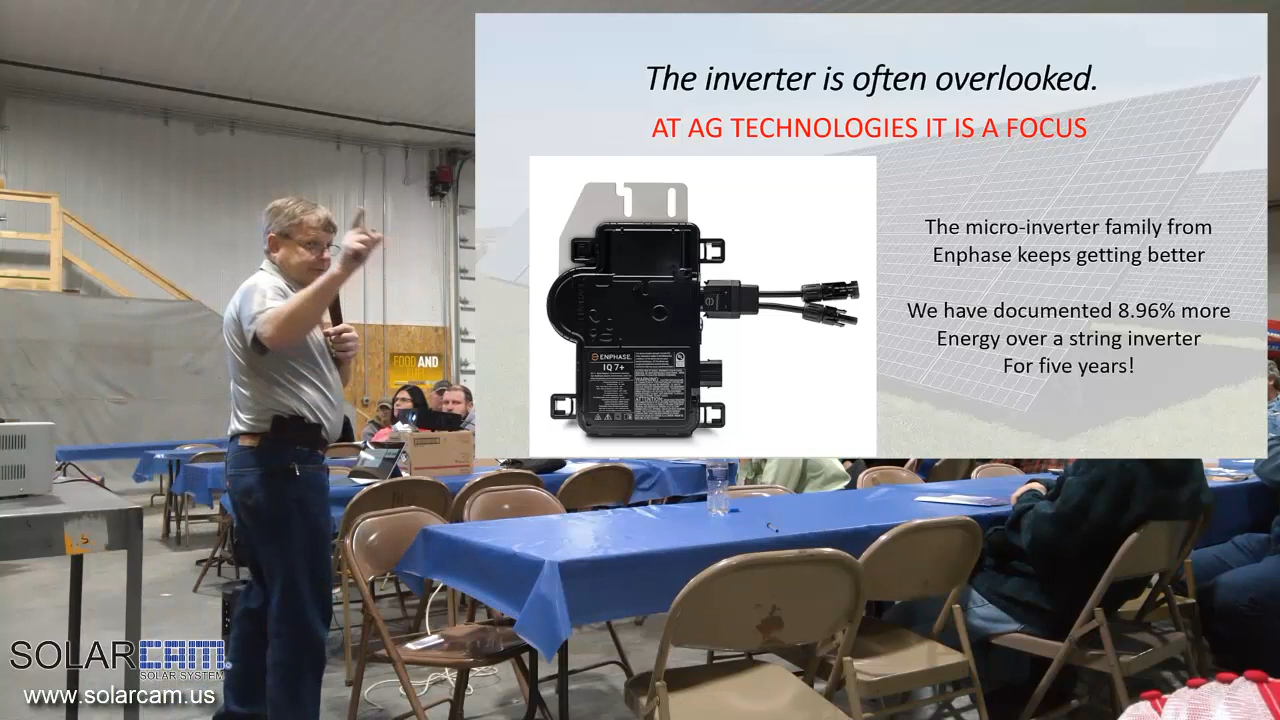 The inverter is often overlooked.
AT AG TECHNOLOGIES IT IS A FOCUS
The micro-inverter family from
Enphase keeps getting better
We have documented 8.96% more
Energy over a string inverter
For five years!
ENPHASE.
IQ 7+
WARNING
FOOD AND
SOLARCAM
SOLAR SYSTEM
www.solarcam.us